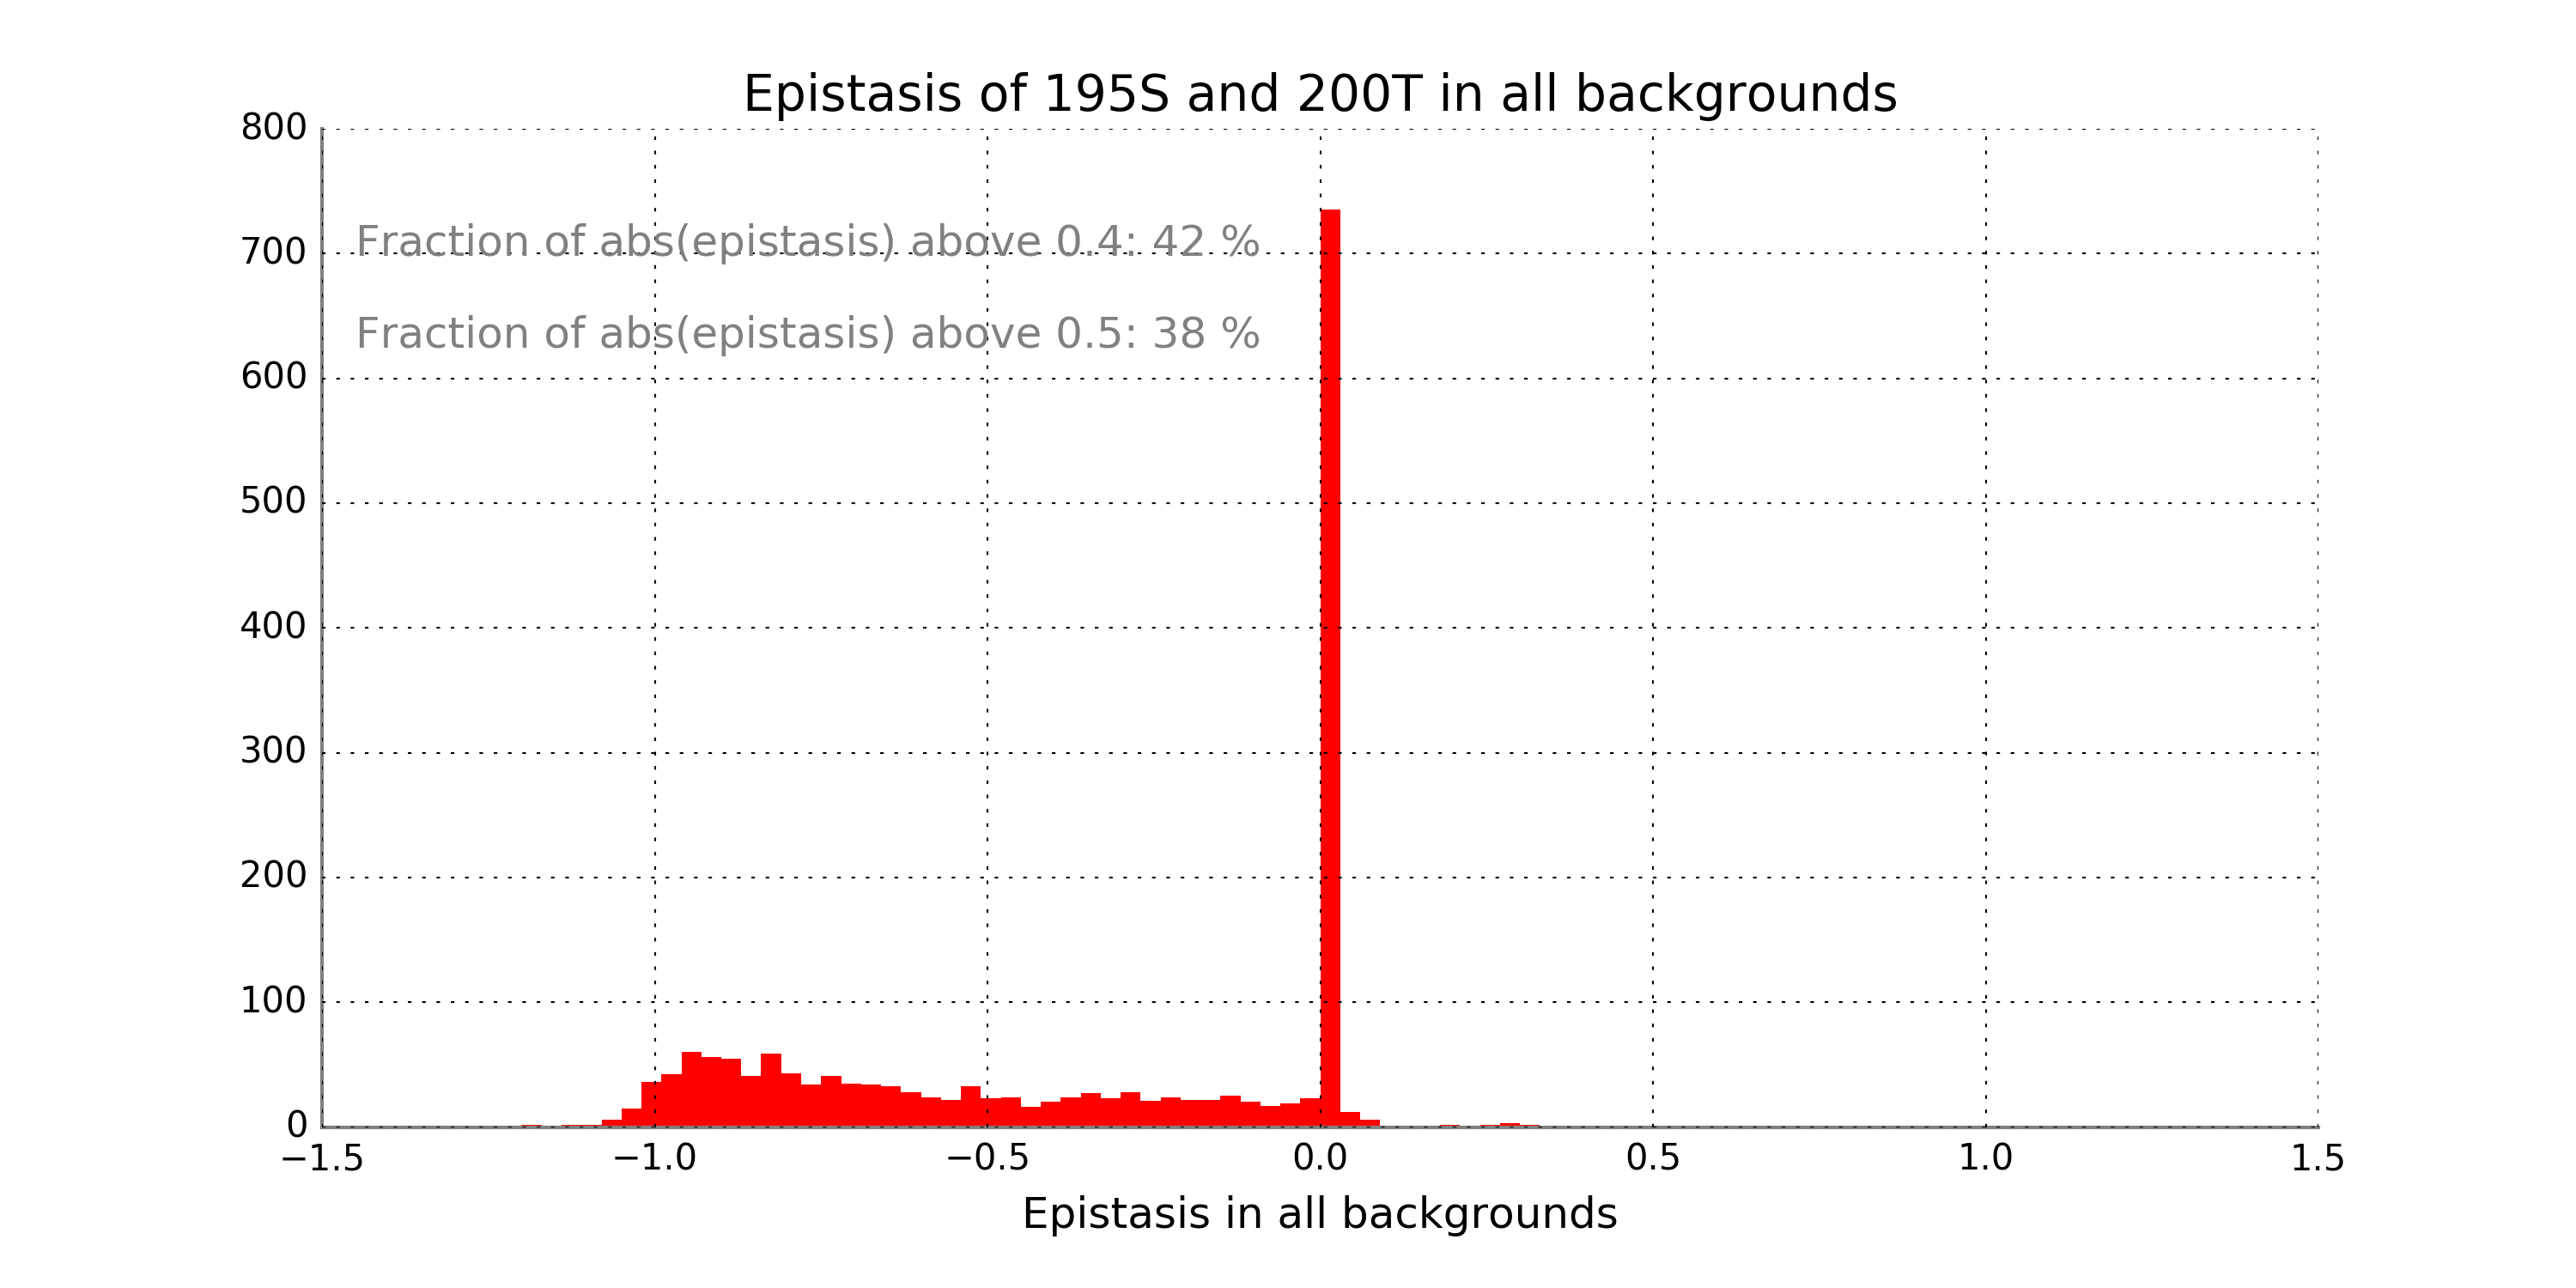 Epistasis of 195S and 200T in all backgrounds
800
700
600
500
400
300
200
100
0
Fraction of abs(epistasis) above 0.4: 42 %
Fraction of abs(epistasis) above 0.5: 38 %
−1.5 −1.0 −0.5 0.0 0.5 1.0 1.5
Epistasis in all backgrounds